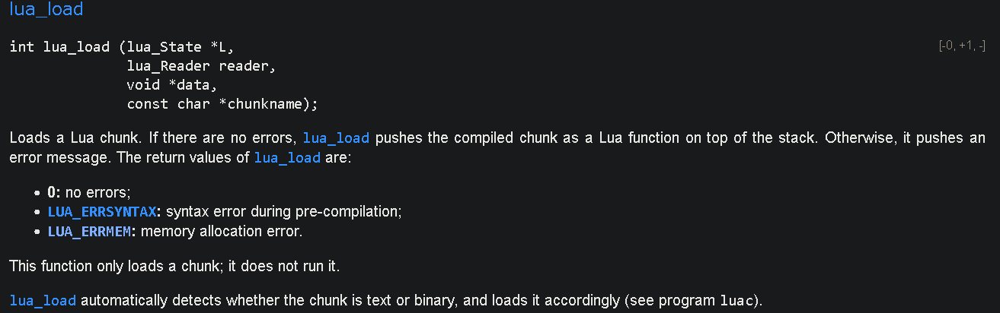 lua_load
int lua_load (lua_State *L, [-0, +1, -]
lua_Reader reader,
void *data,
const char *chunkname);
Loads a Lua chunk. If there are no errors, lua_load pushes the compiled chunk as a Lua function on top of the stack. Otherwise, it pushes an
error message. The return values of lua_load are:
• 0: no errors;
• LUA_ERRSYNTAX: syntax error during pre-compilation;
• LUA_ERRMEM: memory allocation error.
This function only loads a chunk; it does not run it.
lua_load automatically detects whether the chunk is text or binary, and loads it accordingly (see program luac).